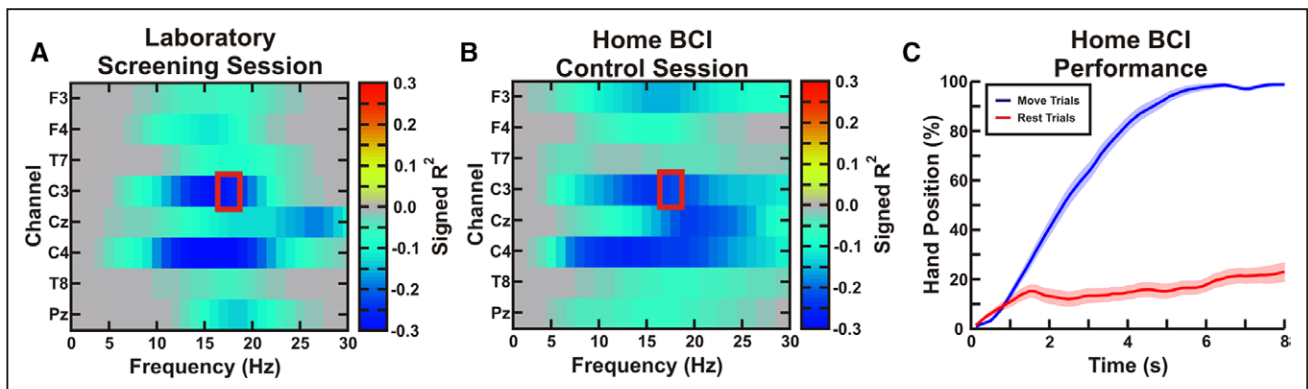 A
Laboratory
Screening Session
F3
F4
T7
C3
Cz
C4
T8
Pz
Channel
0 5 10 15 20 25 30
Frequency (Hz)
0.3
0.2
0.1
0.0
-0.1
-0.2
-0.3
Signed R²
B
Home BCI
Control Session
F3
F4
T7
C3
Cz
C4
T8
Pz
Channel
0 5 10 15 20 25 30
Frequency (Hz)
0.3
0.2
0.1
0.0
-0.1
-0.2
-0.3
Signed R²
C
Home BCI
Performance
Move Trials
Rest Trials
100
80
60
40
20
0
Hand Position (%)
0 2 4 6 8
Time (s)